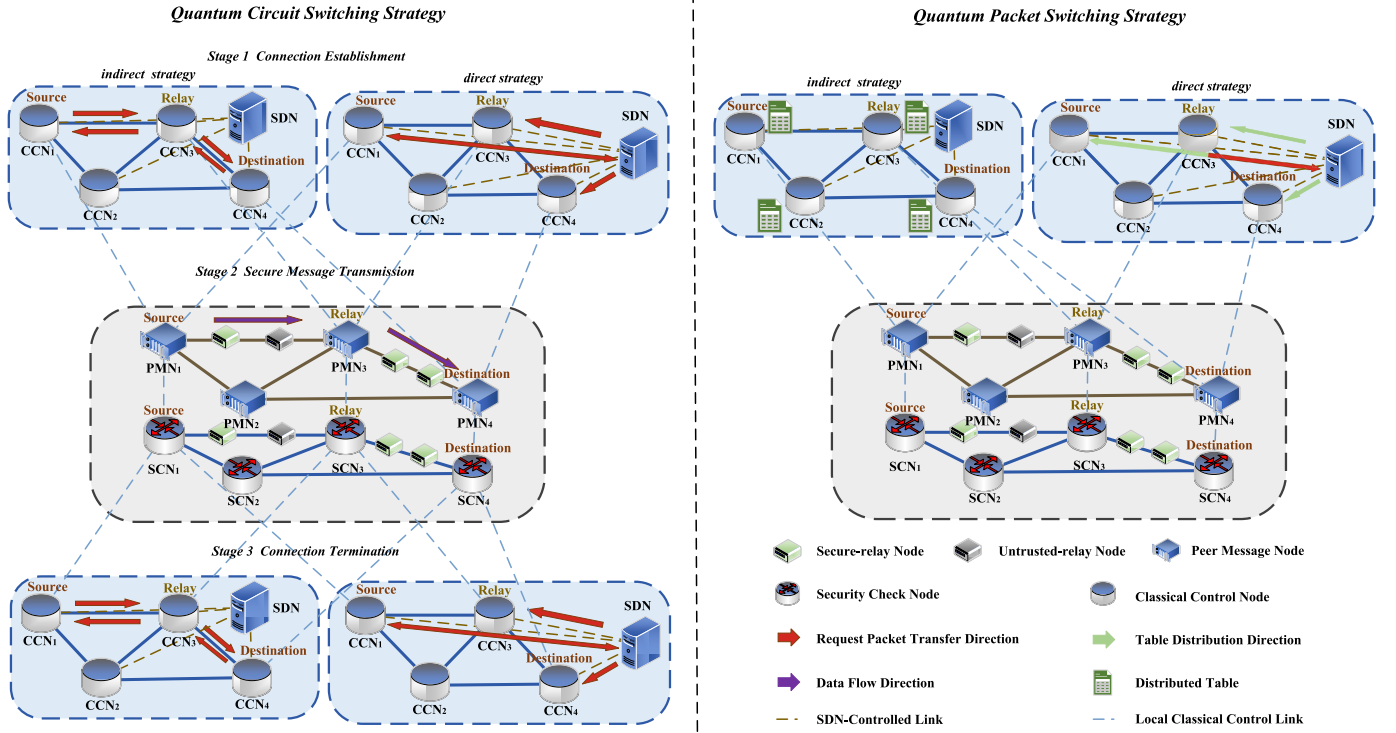 Quantum Circuit Switching Strategy
Stage 1 Connection Establishment
indirect strategy
direct strategy
Source
Relay
SDN
CCN1
CCN3
Destination
CCN2
CCN4
Source
Relay
SDN
CCN1
CCN3
Destination
CCN2
CCN4
Stage 2 Secure Message Transmission
Source
Relay
PMN1
PMN3
Destination
PMN2
PMN4
Source
Relay
Destination
SCN1
SCN3
SCN2
SCN4
Stage 3 Connection Termination
Source
Relay
SDN
CCN1
CCN3
Destination
CCN2
CCN4
Source
Relay
SDN
CCN1
CCN3
Destination
CCN2
CCN4
Quantum Packet Switching Strategy
indirect strategy
direct strategy
Source
Relay
SDN
CCN1
CCN3
Destination
CCN2
CCN4
Source
Relay
SDN
CCN1
CCN3
Destination
CCN2
CCN4
Source
Relay
PMN1
PMN3
Destination
PMN2
PMN4
Source
Relay
Destination
SCN1
SCN3
SCN2
SCN4
Secure-relay Node
Untrusted-relay Node
Peer Message Node
Security Check Node
Classical Control Node
Request Packet Transfer Direction
Table Distribution Direction
Data Flow Direction
Distributed Table
SDN-Controlled Link
Local Classical Control Link